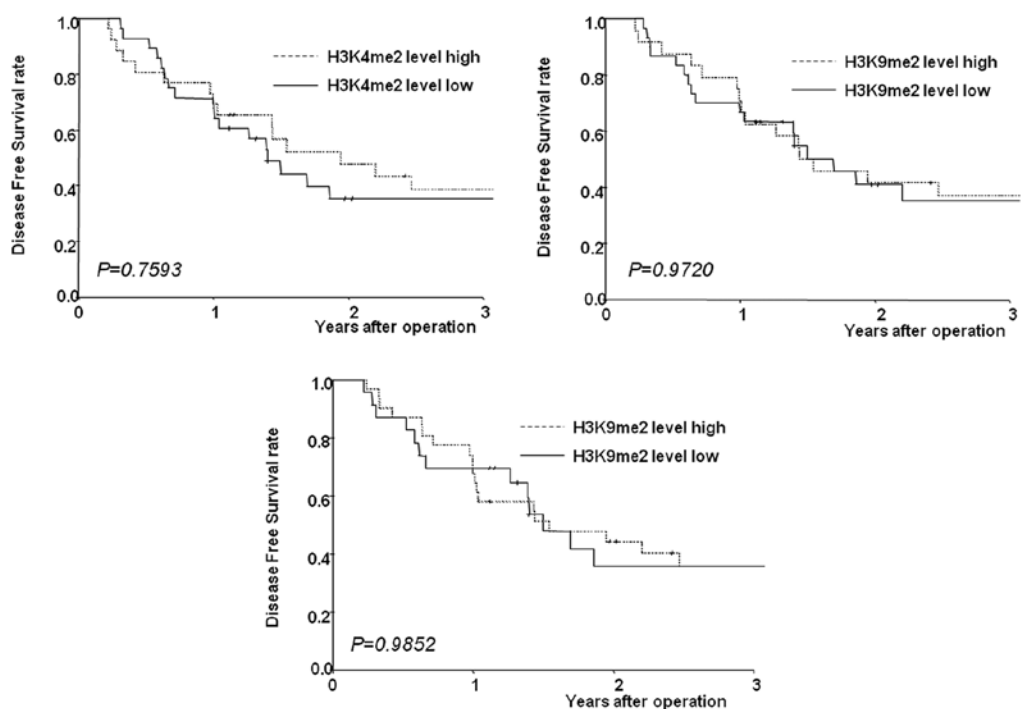 1.0
0.8
0.6
0.4
0.2
0.0
Disease Free Survival rate
H3K4me2 level high
H3K4me2 level low
P=0.7593
0 1 2 3
Years after operation
1.0
0.8
0.6
0.4
0.2
0.0
Disease Free Survival rate
H3K9me2 level high
H3K9me2 level low
P=0.9720
0 1 2 3
Years after operation
1.0
0.8
0.6
0.4
0.2
0.0
Disease Free Survival rate
H3K9me2 level high
H3K9me2 level low
P=0.9852
0 1 2 3
Years after operation